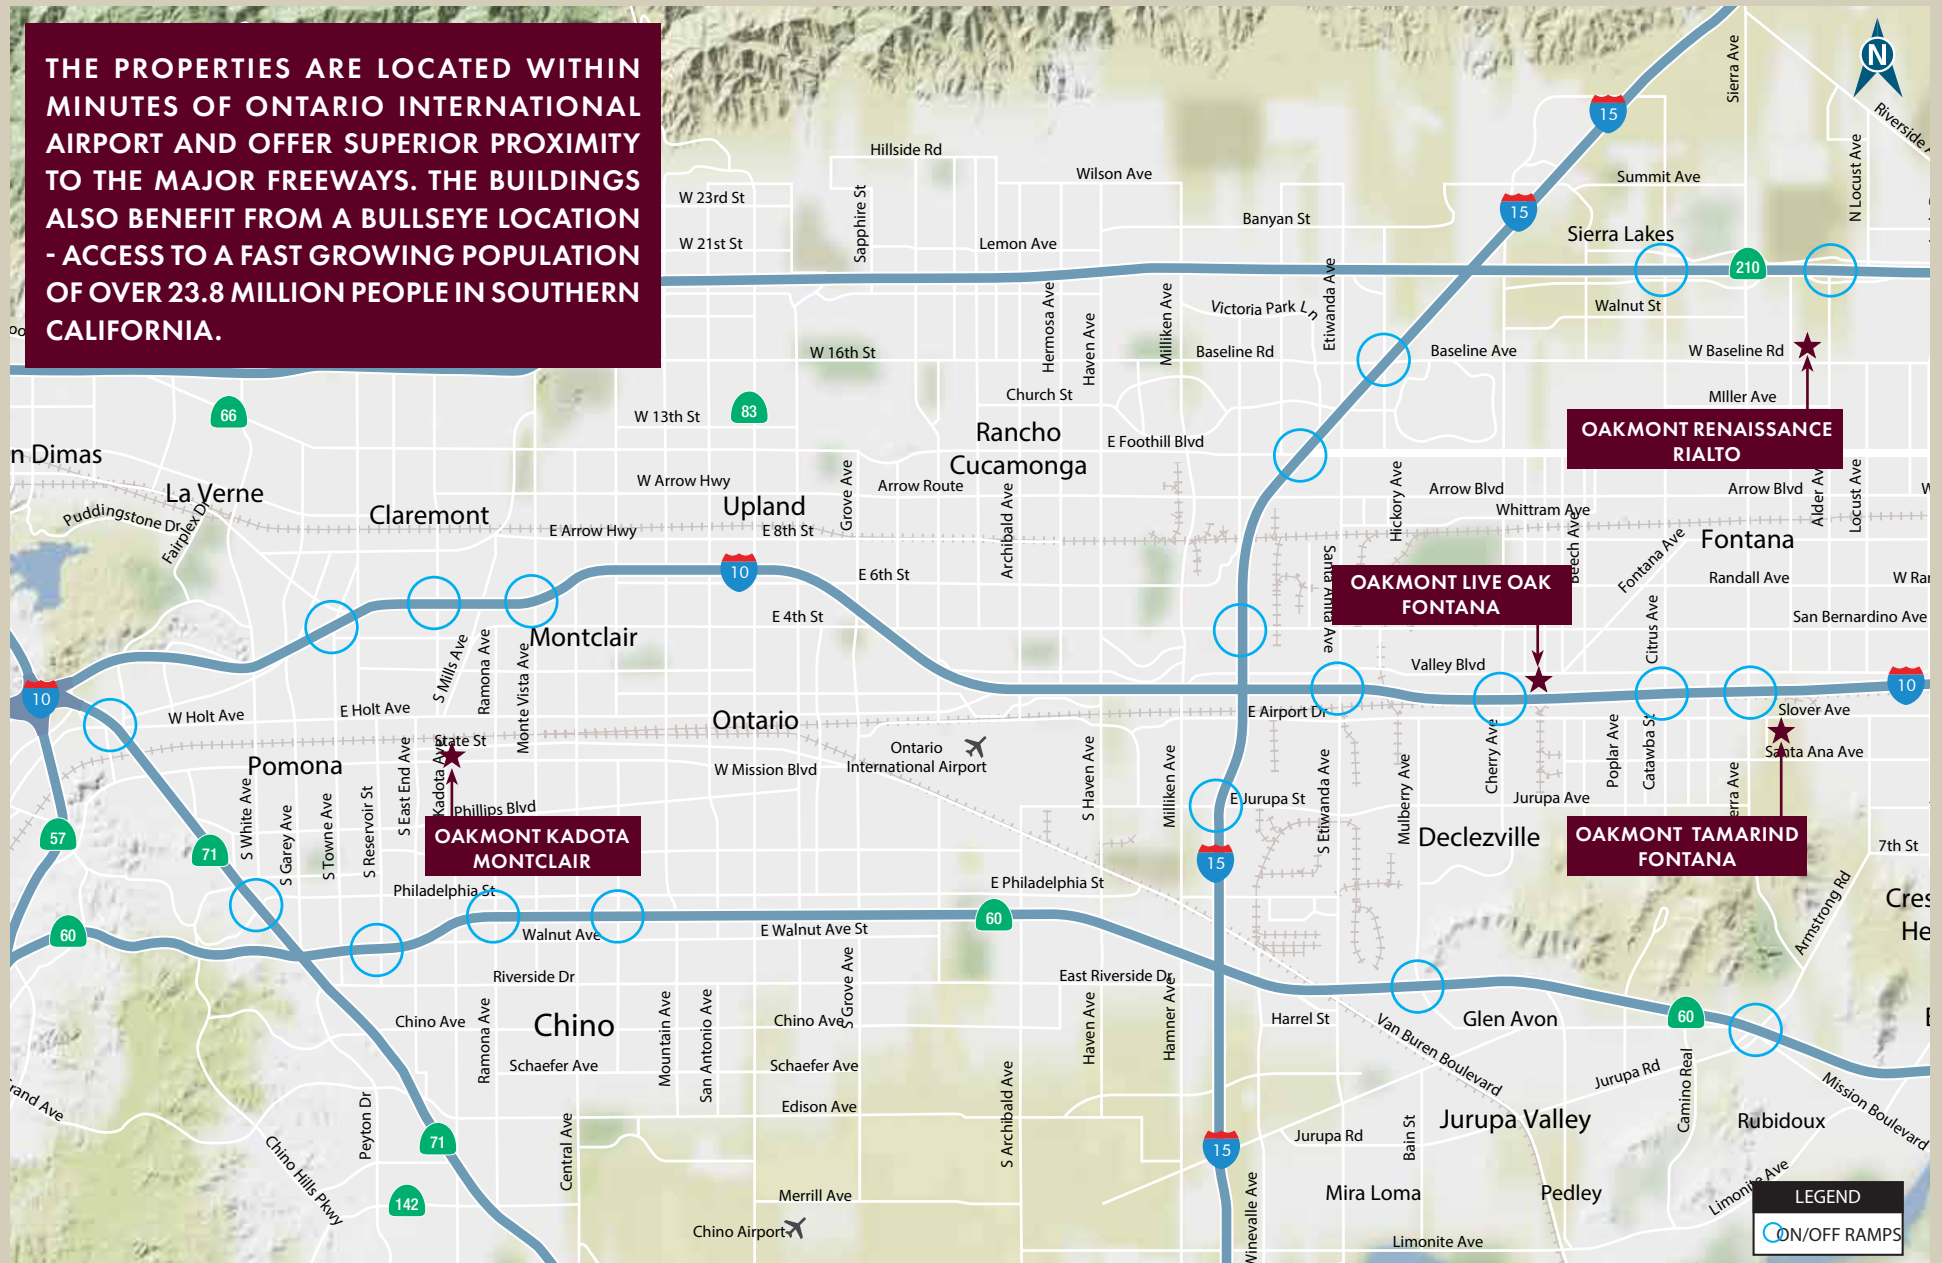 THE PROPERTIES ARE LOCATED WITHIN
MINUTES OF ONTARIO INTERNATIONAL
AIRPORT AND OFFER SUPERIOR PROXIMITY
TO THE MAJOR FREEWAYS. THE BUILDINGS
ALSO BENEFIT FROM A BULLSEYE LOCATION
- ACCESS TO A FAST GROWING POPULATION
OF OVER 23.8 MILLION PEOPLE IN SOUTHERN
CALIFORNIA.
N
Sierra Ave
Riverside
15
Hillside Rd
Wilson Ave
Summit Ave
N Locust Ave
W 23rd St
Sapphire St
Banyan St
15
W 21st St
Lemon Ave
Sierra Lakes
210
Etiwanda Ave
Hermosa Ave
Haven Ave
Milliken Ave
Victoria Park Ln
Walnut St
W 16th St
Baseline Rd
Baseline Ave
W Baseline Rd
Church St
MIller Ave
66
83
W 13th St
Rancho
Cucamonga
E Foothill Blvd
OAKMONT RENAISSANCE
RIALTO
n Dimas
La Verne
W Arrow Hwy
Grove Ave
Arrow Route
Archibald Ave
Hickory Ave
Arrow Blvd
Arrow Blvd
Alder Av
Locust Ave
W
Puddingstone Dr
Fairplex Dr
Claremont
Upland
E Arrow Hwy
E 8th St
Whittram Ave
Beech Ave
Fontana Ave
Fontana
10
E 6th St
Santa Anita Ave
OAKMONT LIVE OAK
FONTANA
Randall Ave
W Ra
E 4th St
Citrus Ave
San Bernardino Ave
Montclair
S Mills Ave
Ramona Ave
Monte Vista Ave
Valley Blvd
10
10
W Holt Ave
E Holt Ave
Ontario
E Airport Dr
Slover Ave
State St
Ontario
International Airport
Santa Ana Ave
Pomona
W Mission Blvd
S White Ave
S Garey Ave
S Towne Ave
S Reservoir St
S East End Ave
Kadota Ave
Phillips Blvd
S Haven Ave
Milliken Ave
E Jurupa St
S Etiwanda Ave
Mulberry Ave
Cherry Ave
Jurupa Ave
Poplar Ave
Catawba St
erra Ave
57
71
OAKMONT KADOTA
MONTCLAIR
15
Declezville
OAKMONT TAMARIND
FONTANA
7th St
Philadelphia St
E Philadelphia St
Armstrong Rd
Cres
He
60
60
Walnut Ave
E Walnut Ave St
Riverside Dr
East Riverside Dr
S Grove Ave
Chino Ave
Ramona Ave
Chino
Mountain Ave
San Antonio Ave
Chino Ave
Haven Ave
Hamner Ave
Harrel St
Van Buren Boulevard
Glen Avon
60
Schaefer Ave
Schaefer Ave
Jurupa Rd
Camino Real
Mission Boulevard
rand Ave
Peyton Dr
Edison Ave
S Archibald Ave
Jurupa Valley
Rubidoux
71
Chino Hills Pkwy
Central Ave
Jurupa Rd
Bain St
15
142
Merrill Ave
Mira Loma
Pedley
Limonite Ave
Chino Airport
Wineville Ave
Limonite Ave
LEGEND
ON/OFF RAMPS